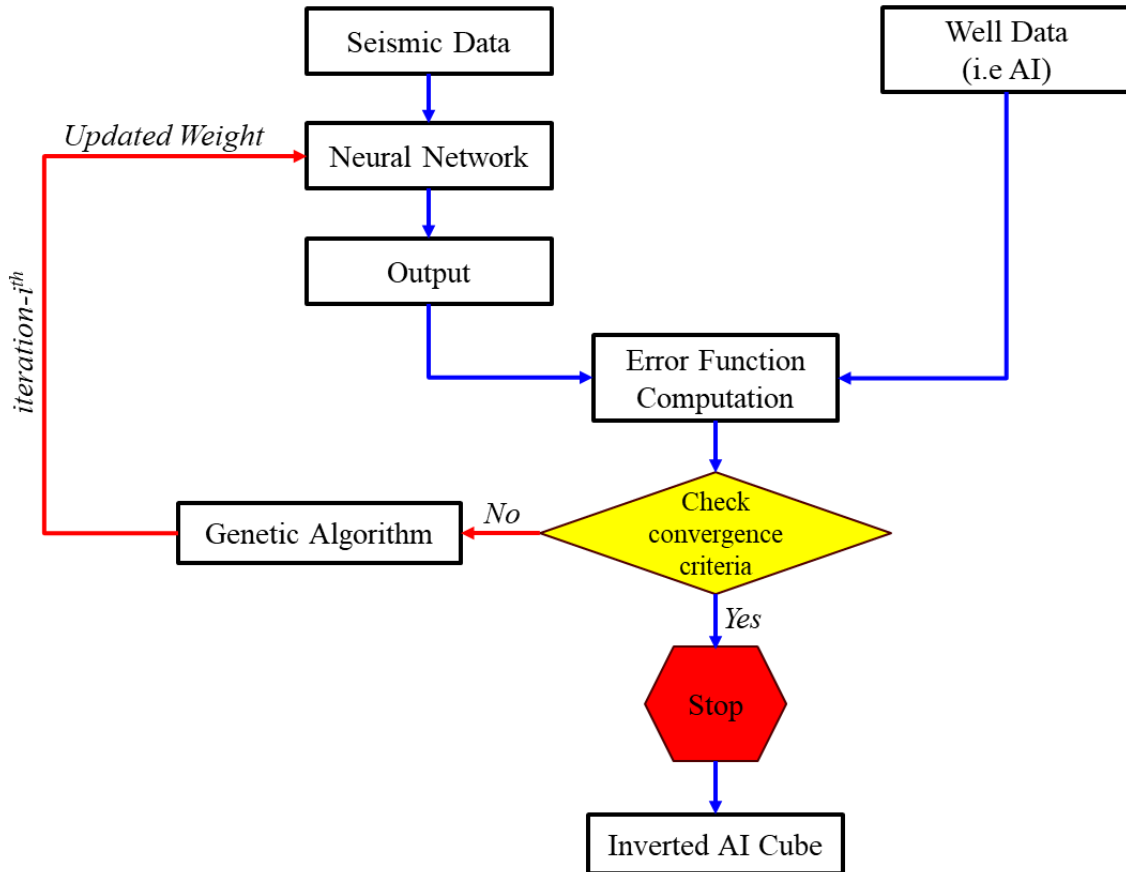 Seismic Data
Well Data
(i.e AI)
Updated Weight
Neural Network
Output
iteration-i^th
Error Function
Computation
Check
convergence
criteria
No
Genetic Algorithm
Yes
Stop
Inverted AI Cube